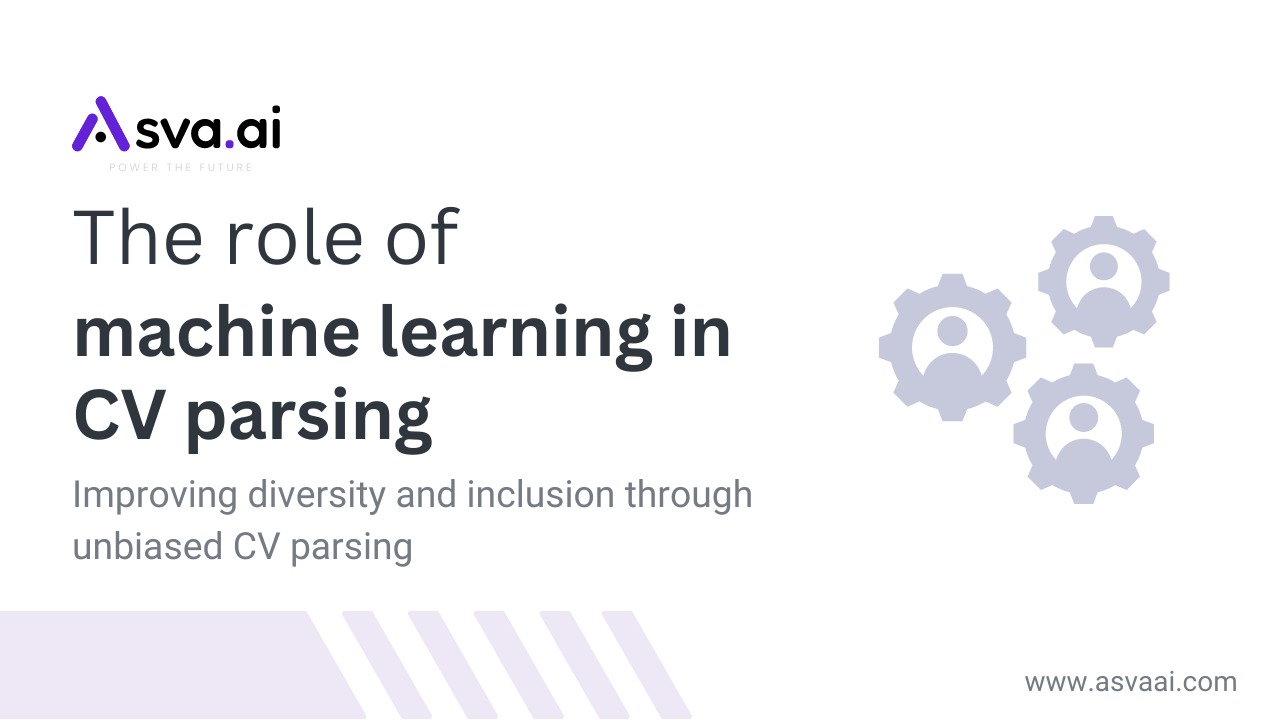 Asva.ai
POWER THE FUTURE
The role of
machine learning in
CV parsing
Improving diversity and inclusion through
unbiased CV parsing
www.asvaai.com